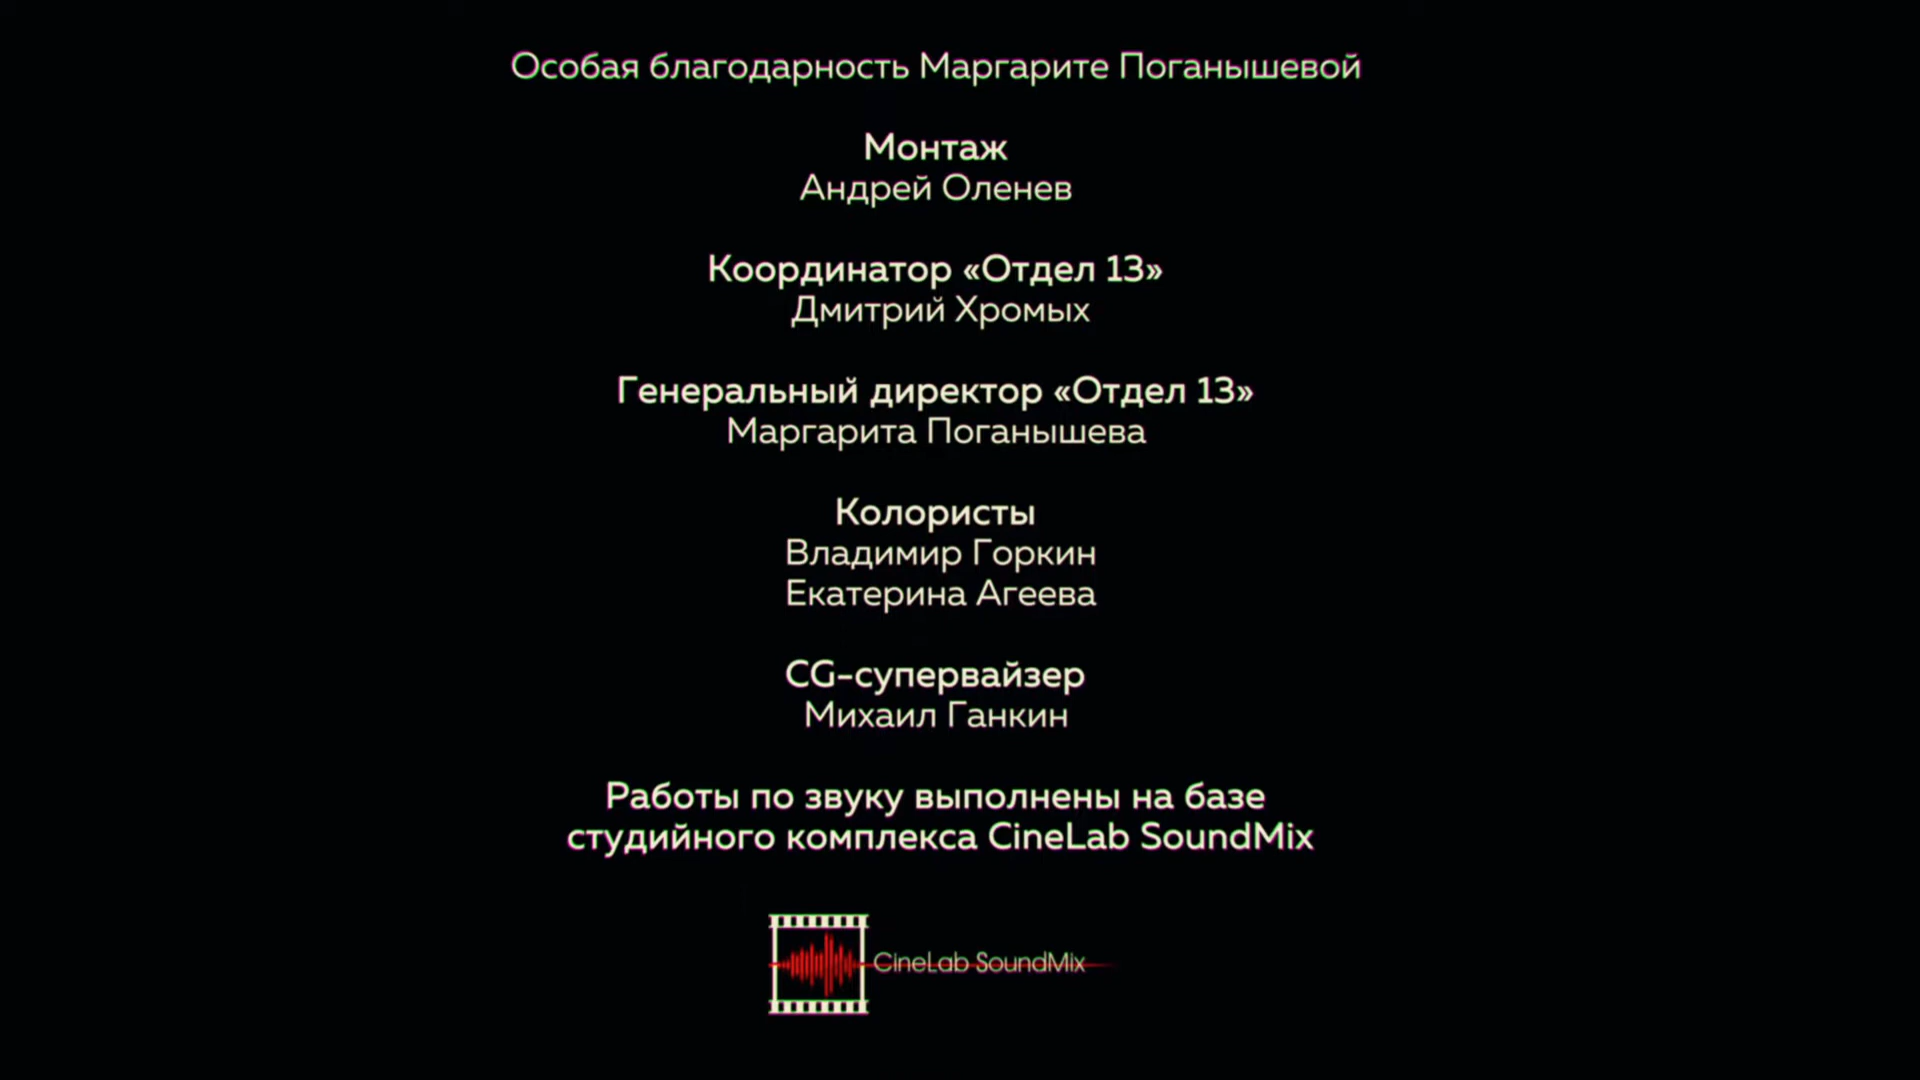 Особая благодарность Маргарите Поганышевой
Монтаж
Андрей Оленев
Координатор «Отдел 13»
Дмитрий Хромых
Генеральный директор «Отдел 13»
Маргарита Поганышева
Колористы
Владимир Горкин
Екатерина Агеева
CG-супервайзер
Михаил Ганкин
Работы по звуку выполнены на базе
студийного комплекса CineLab SoundMix
CineLab SoundMix